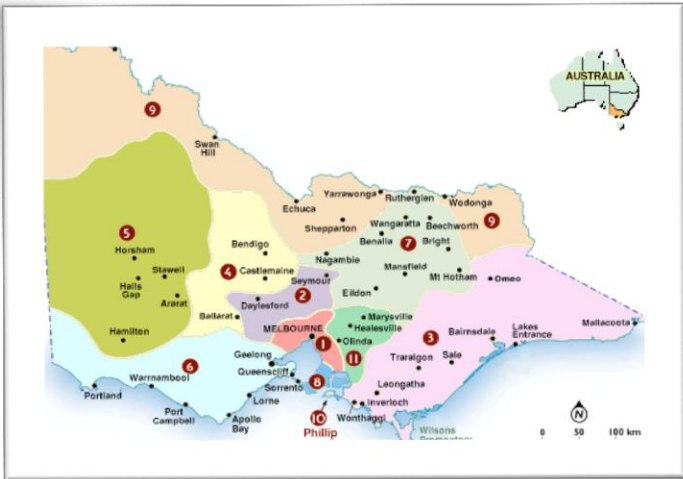 AUSTRALIA
9
Swan
Hill
Echuca
Yarrawonga
Rutherglen
Wodonga
Shepparton
Wangaratta
Beechworth
9
Benalla
7
Bright
5
Horsham
Bendigo
Nagambie
Stawell
4
Castlemaine
Seymour
Mansfield
Mt Hotham
Omeo
Halls
Gap
2
Eildon
Ararat
Daylesford
Ballarat
MELBOURNE
Marysville
Healesville
Mallacoota
Hamilton
1
Olinda
3
Bairnsdale
Lakes
Entrance
6
Geelong
11
Traralgon
Sale
Queenscliff
8
Warrnambool
Sorrento
Leongatha
Portland
Lorne
Inverloch
Port
Campbell
Apollo
Bay
10
Phillip
Wonthaggi
Wilsons
N
0 50 100 km